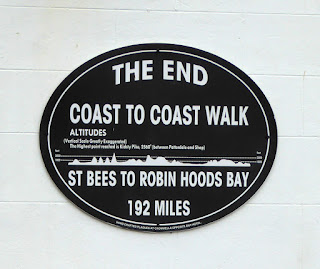 THE END
COAST TO COAST WALK
ALTITUDES
(Vertical Scale Greatly Exaggerated)
The Highest point reached is Kidsty Pike, 2560' (between Patterdale and Shap)
ST BEES TO ROBIN HOODS BAY
192 MILES